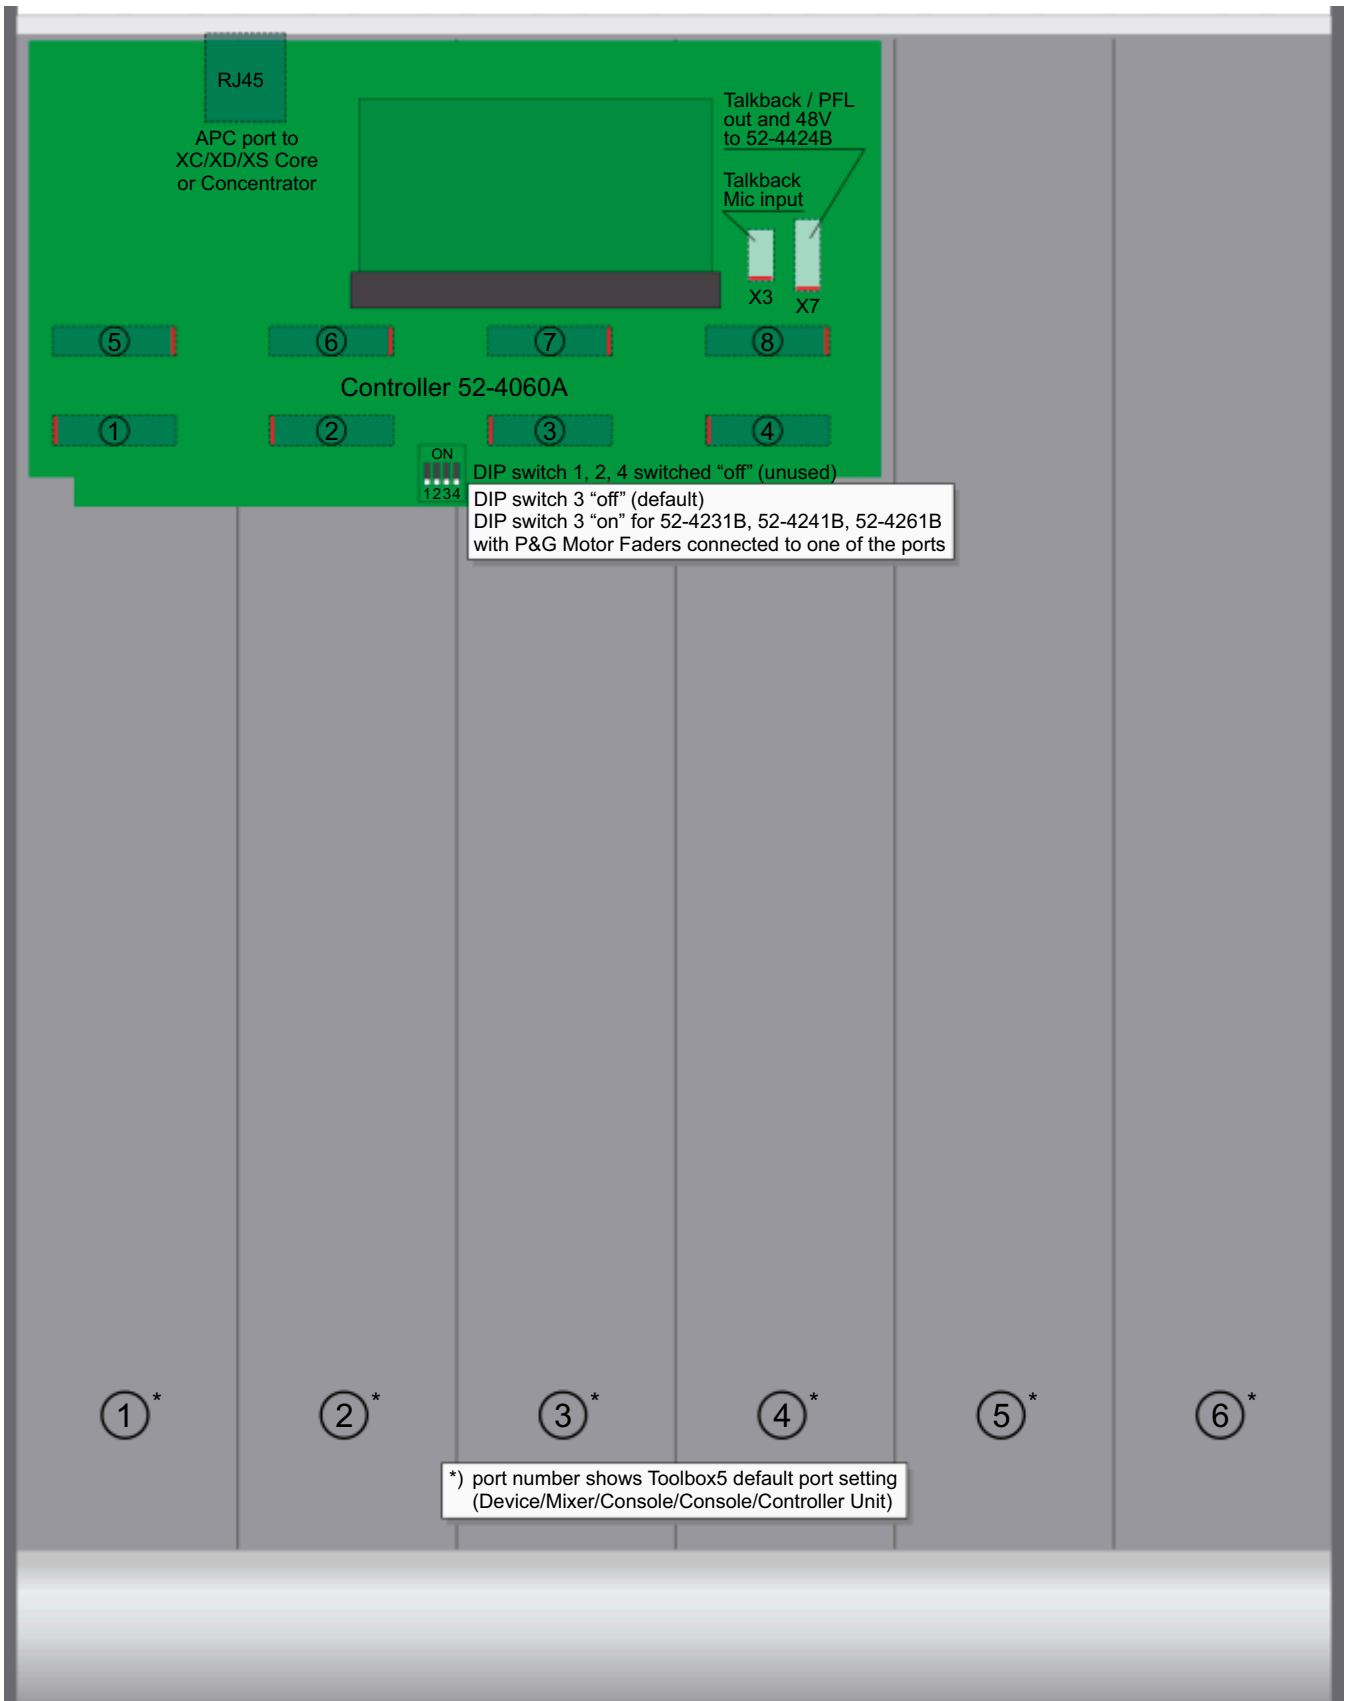 RJ45
APC port to
XC/XD/XS Core
or Concentrator
Talkback / PFL
out and 48V
to 52-4424B
Talkback
Mic input
X3
X7
5
6
7
8
Controller 52-4060A
1
2
3
4
ON
1234
DIP switch 1, 2, 4 switched “off” (unused)
DIP switch 3 “off” (default)
DIP switch 3 “on” for 52-4231B, 52-4241B, 52-4261B
with P&G Motor Faders connected to one of the ports
1*
2*
3*
4*
5*
6*
*) port number shows Toolbox5 default port setting
(Device/Mixer/Console/Console/Controller Unit)